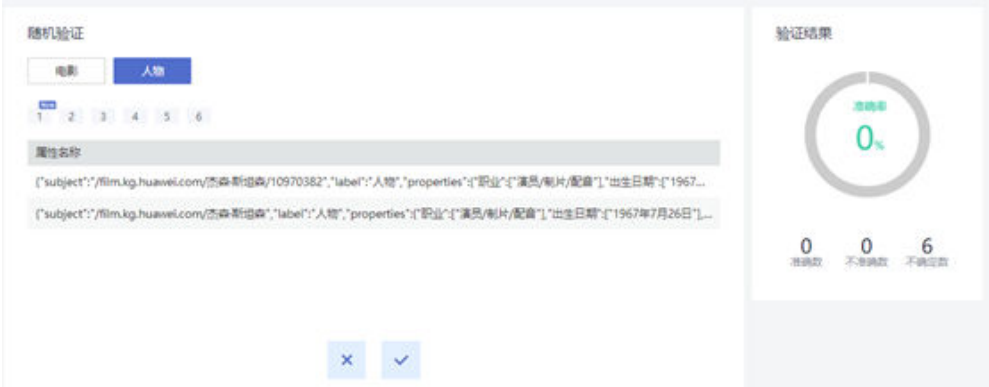 随机验证
电影 人物
1 2 3 4 5 6
属性名称
{"subject":"/film.kg.huawei.com/杰森·斯坦森/10970382","label":"人物","properties":{"职业":["演员/制片/配音"],"出生日期":["1967...
{"subject":"/film.kg.huawei.com/杰森·斯坦森","label":"人物","properties":{"职业":["演员/制片/配音"],"出生日期":["1967年7月26日"],...
验证结果
准确率
0%
0 0 6
准确数 不准确数 不确定数